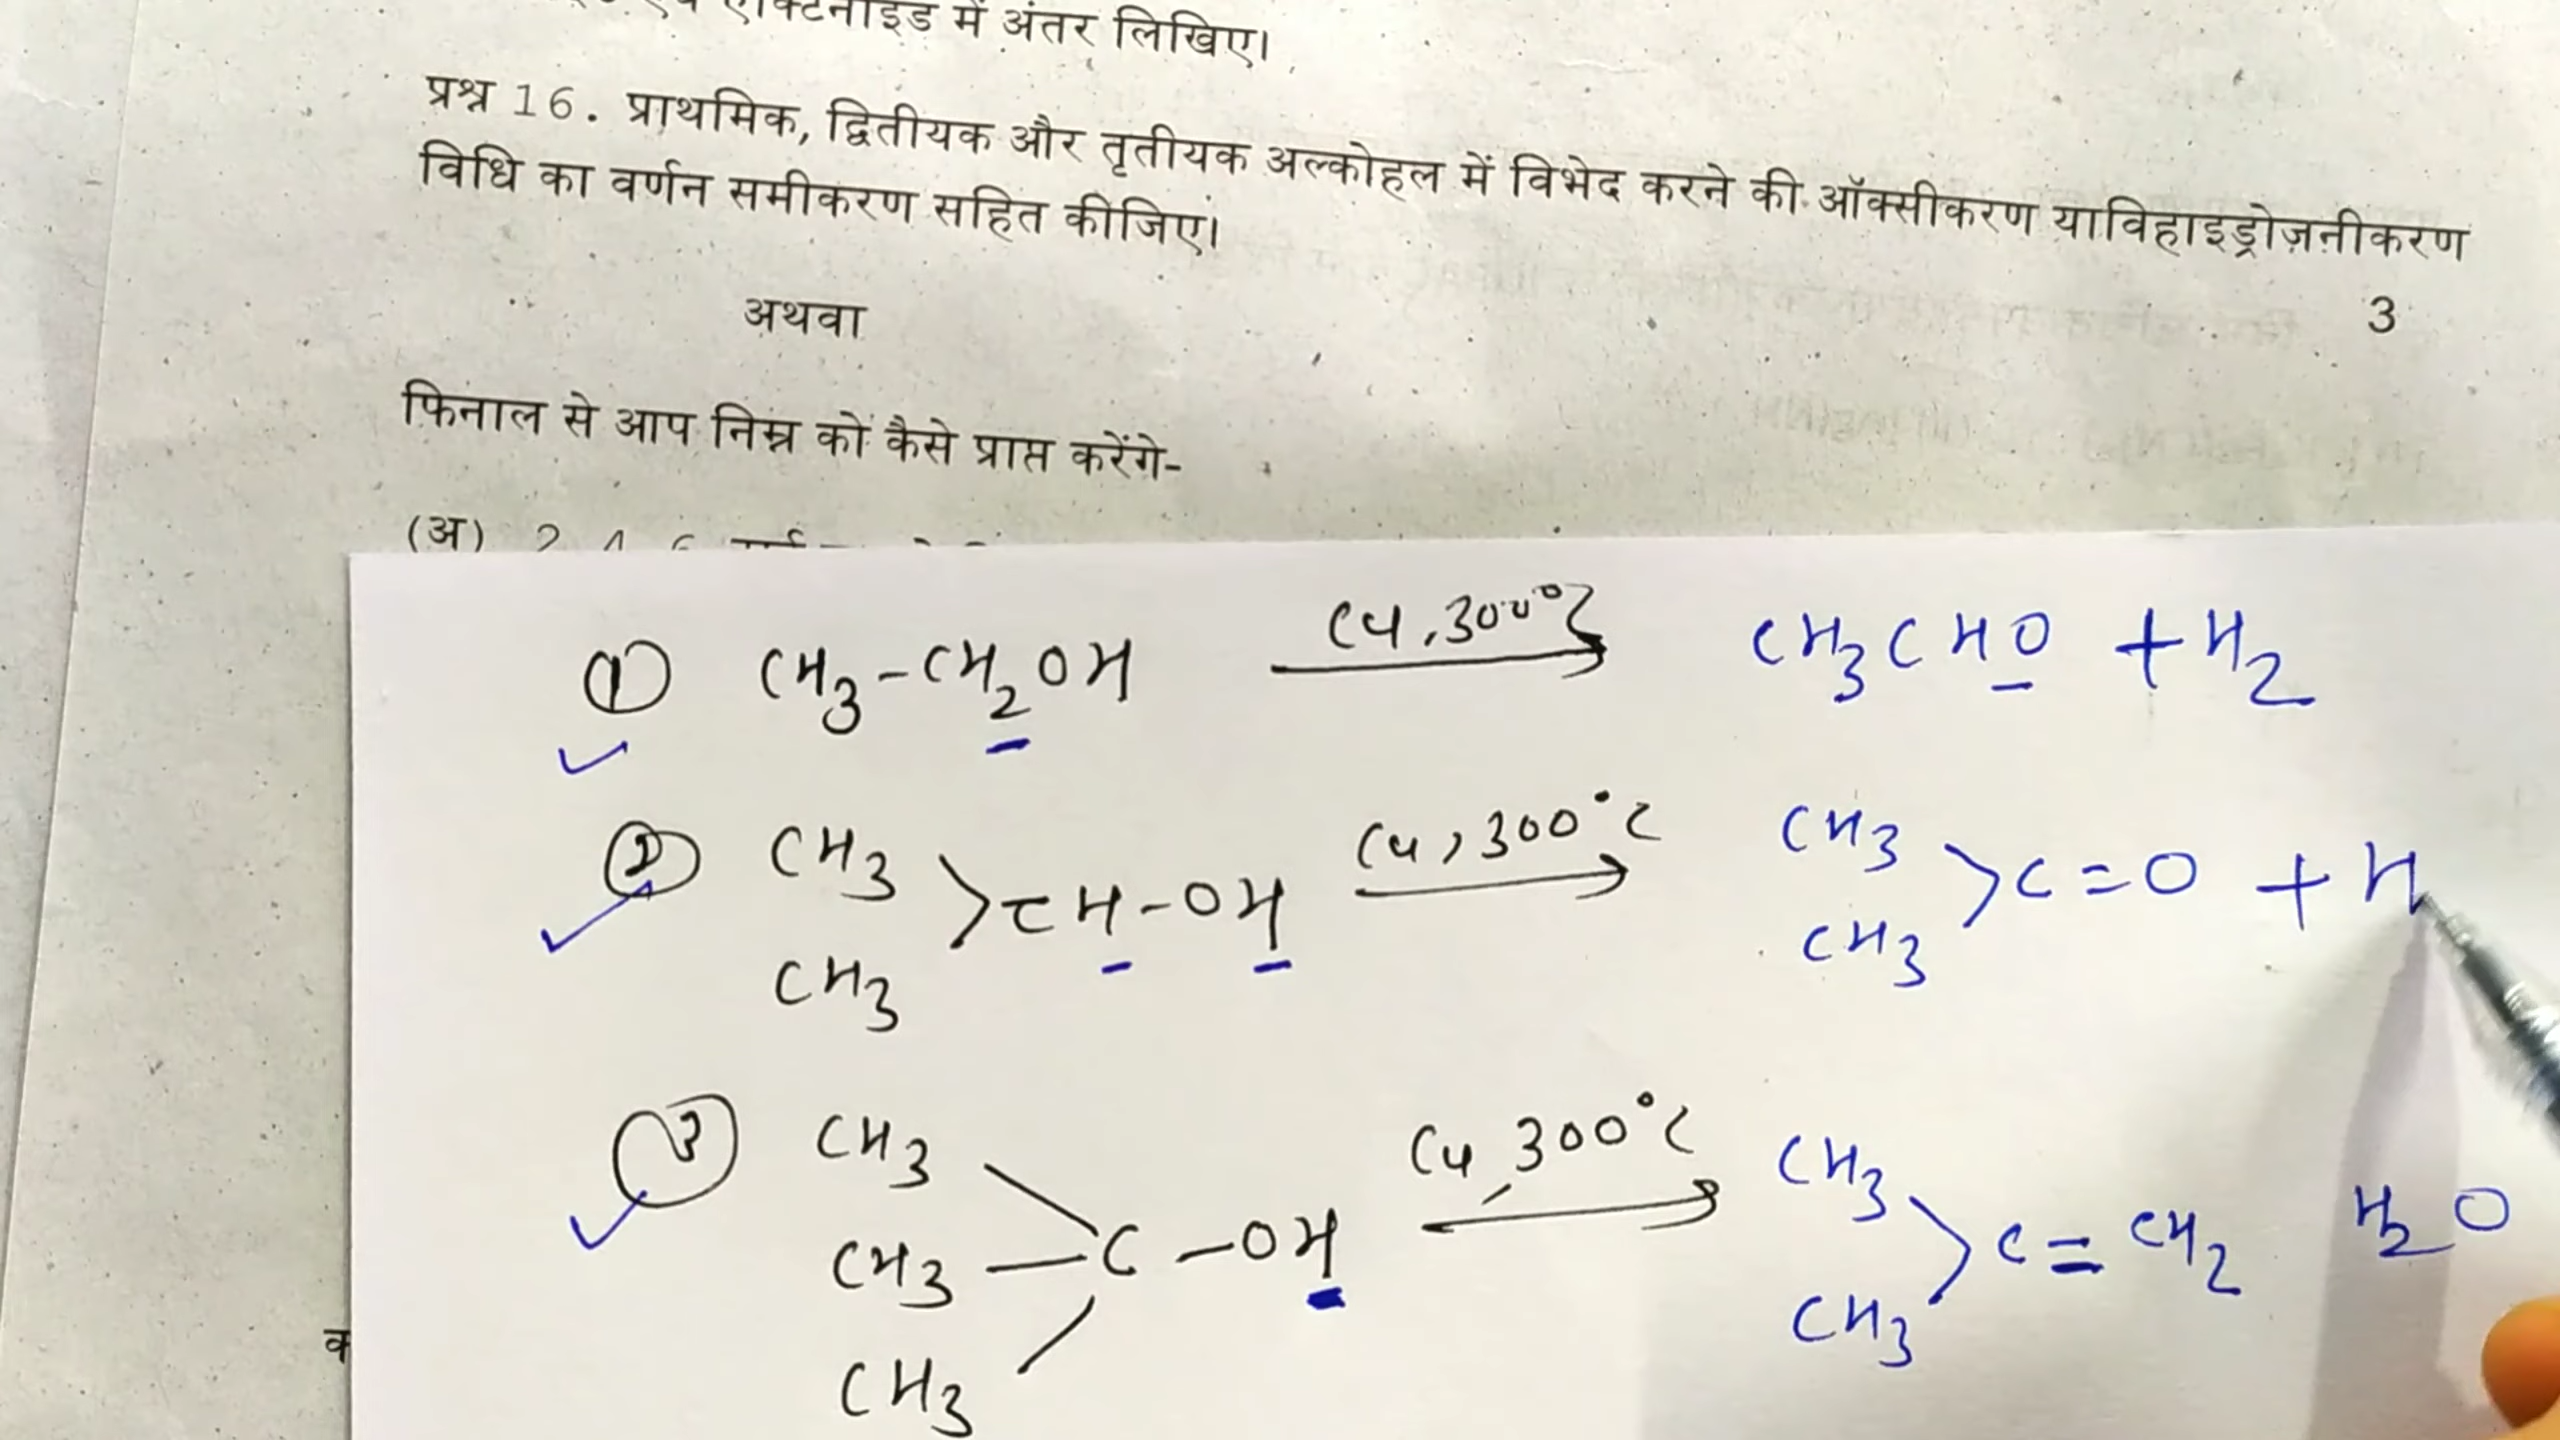 में अंतर लिखिए।
प्रश्न 16. प्राथमिक, द्वितीयक और तृतीयक अल्कोहल में विभेद करने की ऑक्सीकरण याविहाइड्रोज़नीकरण
विधि का वर्णन समीकरण सहित कीजिए।
3
अथवा
फिनाल से आप निम्न को कैसे प्राप्त करेंगे-
(अ)
① CH3-CH2OH Cu,300°C CH3CHO + H2
② CH3 CH-OH Cu,300°C CH3 C=O + H
CH3 CH3
③ CH3 Cu,300°C CH3
CH3 — C — OH C = CH2 H2O
CH3 CH3